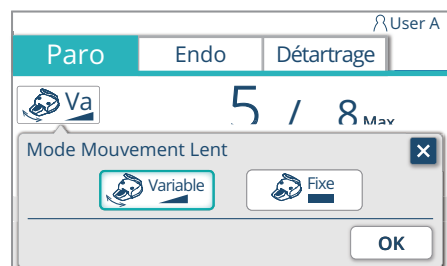 User A
Paro Endo Détartrage
Va 5 / 8 Max
Mode Mouvement Lent
Variable Fixe
OK